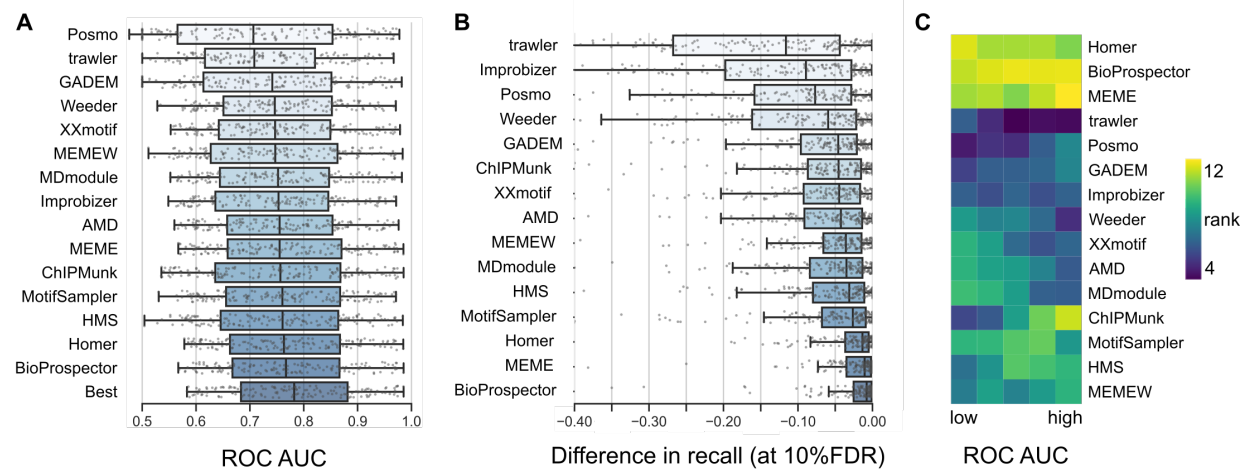 A
Posmo
trawler
GADEM
Weeder
XXmotif
MEMEW
MDmodule
Improbizer
AMD
MEME
ChIPMunk
MotifSampler
HMS
Homer
BioProspector
Best
0.5 0.6 0.7 0.8 0.9 1.0
ROC AUC
B
trawler
Improbizer
Posmo
Weeder
GADEM
ChIPMunk
XXmotif
AMD
MEMEW
MDmodule
HMS
MotifSampler
Homer
MEME
BioProspector
−0.40 −0.30 −0.20 −0.10 0.00
Difference in recall (at 10%FDR)
C
Homer
BioProspector
MEME
trawler
Posmo
GADEM
Improbizer
Weeder
XXmotif
AMD
MDmodule
ChIPMunk
MotifSampler
HMS
MEMEW
low high
ROC AUC
12
rank
4